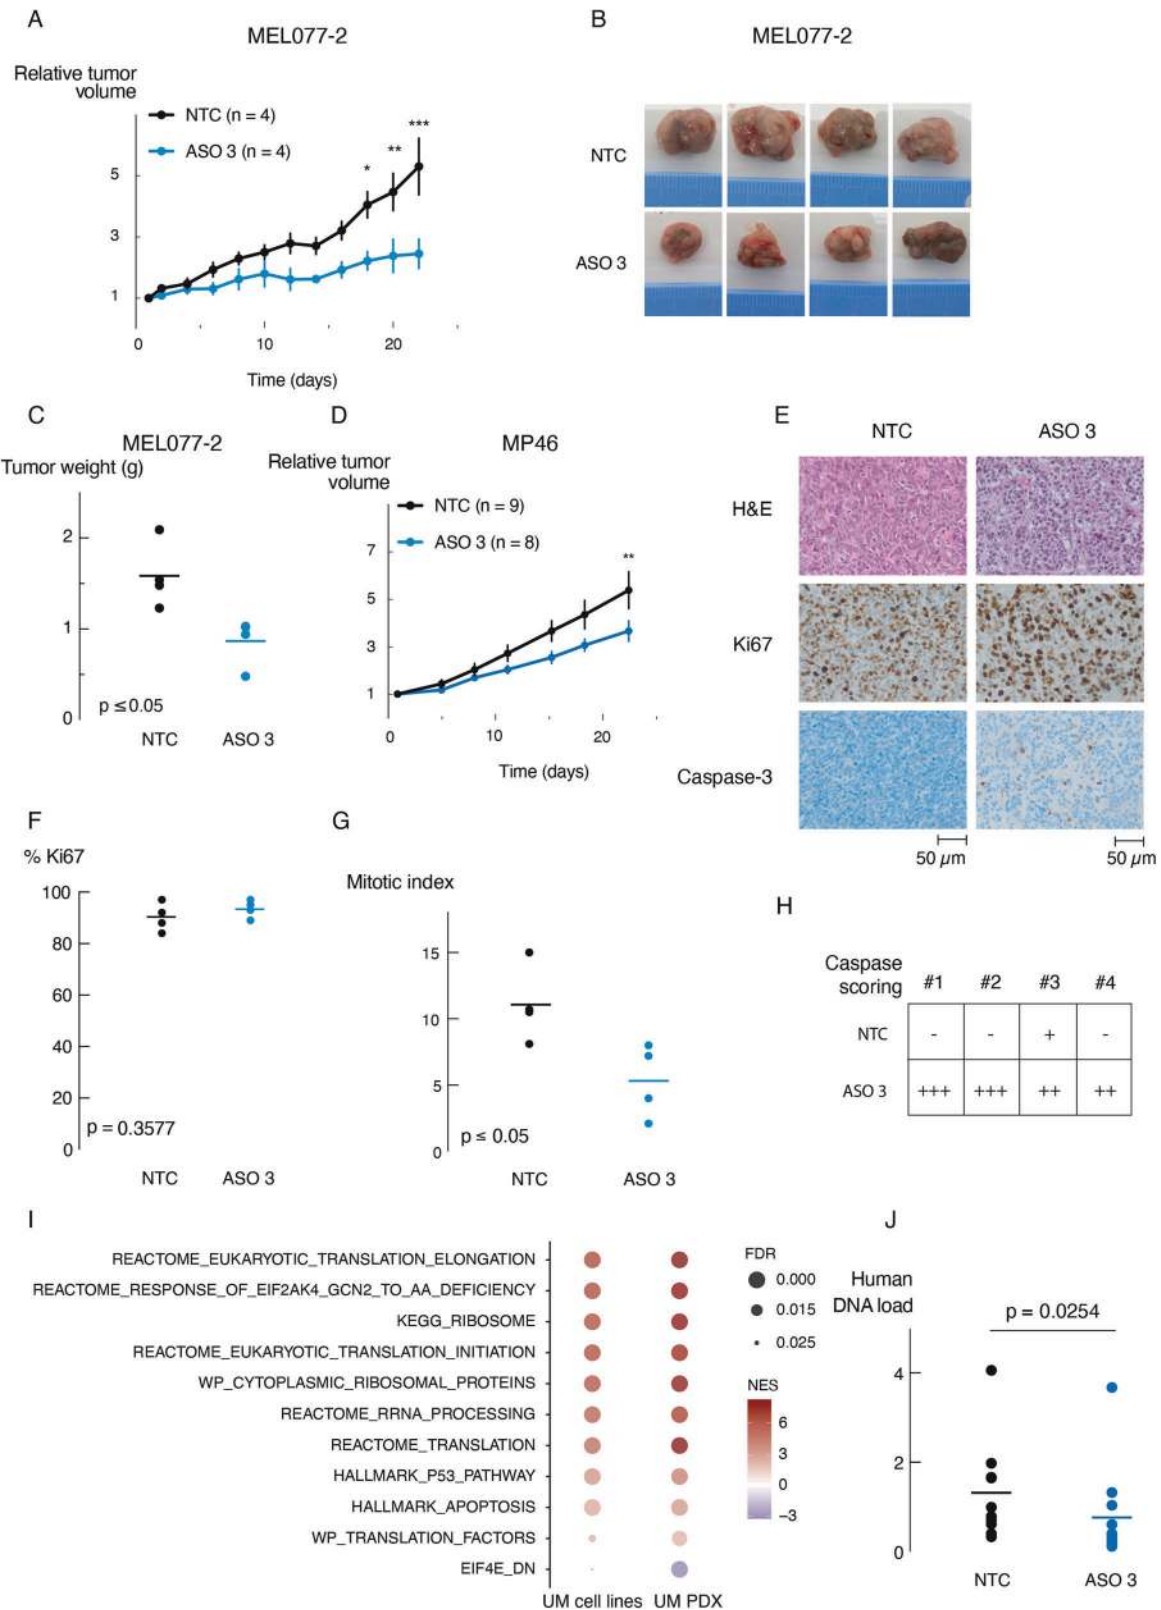 A
MEL077-2
Relative tumor
volume
NTC (n = 4)
ASO 3 (n = 4)
*
**
***
5
3
1
0
10
20
Time (days)
B
MEL077-2
NTC
ASO 3
C
MEL077-2
Tumor weight (g)
2
1
0
p ≤ 0.05
NTC
ASO 3
D
MP46
Relative tumor
volume
NTC (n = 9)
ASO 3 (n = 8)
**
7
5
3
1
0
10
20
Time (days)
E
NTC
ASO 3
H&E
Ki67
Caspase-3
50 µm
50 µm
F
% Ki67
100
80
60
40
20
0
p = 0.3577
NTC
ASO 3
G
Mitotic index
15
10
5
0
p ≤ 0.05
NTC
ASO 3
H
Caspase
scoring
#1 #2 #3 #4
NTC - - + -
ASO 3 +++ +++ ++ ++
I
REACTOME_EUKARYOTIC_TRANSLATION_ELONGATION
REACTOME_RESPONSE_OF_EIF2AK4_GCN2_TO_AA_DEFICIENCY
KEGG_RIBOSOME
REACTOME_EUKARYOTIC_TRANSLATION_INITIATION
WP_CYTOPLASMIC_RIBOSOMAL_PROTEINS
REACTOME_RRNA_PROCESSING
REACTOME_TRANSLATION
HALLMARK_P53_PATHWAY
HALLMARK_APOPTOSIS
WP_TRANSLATION_FACTORS
EIF4E_DN
UM cell lines UM PDX
FDR
0.000
0.015
0.025
NES
6
3
0
−3
J
Human
DNA load
p = 0.0254
4
2
0
NTC
ASO 3